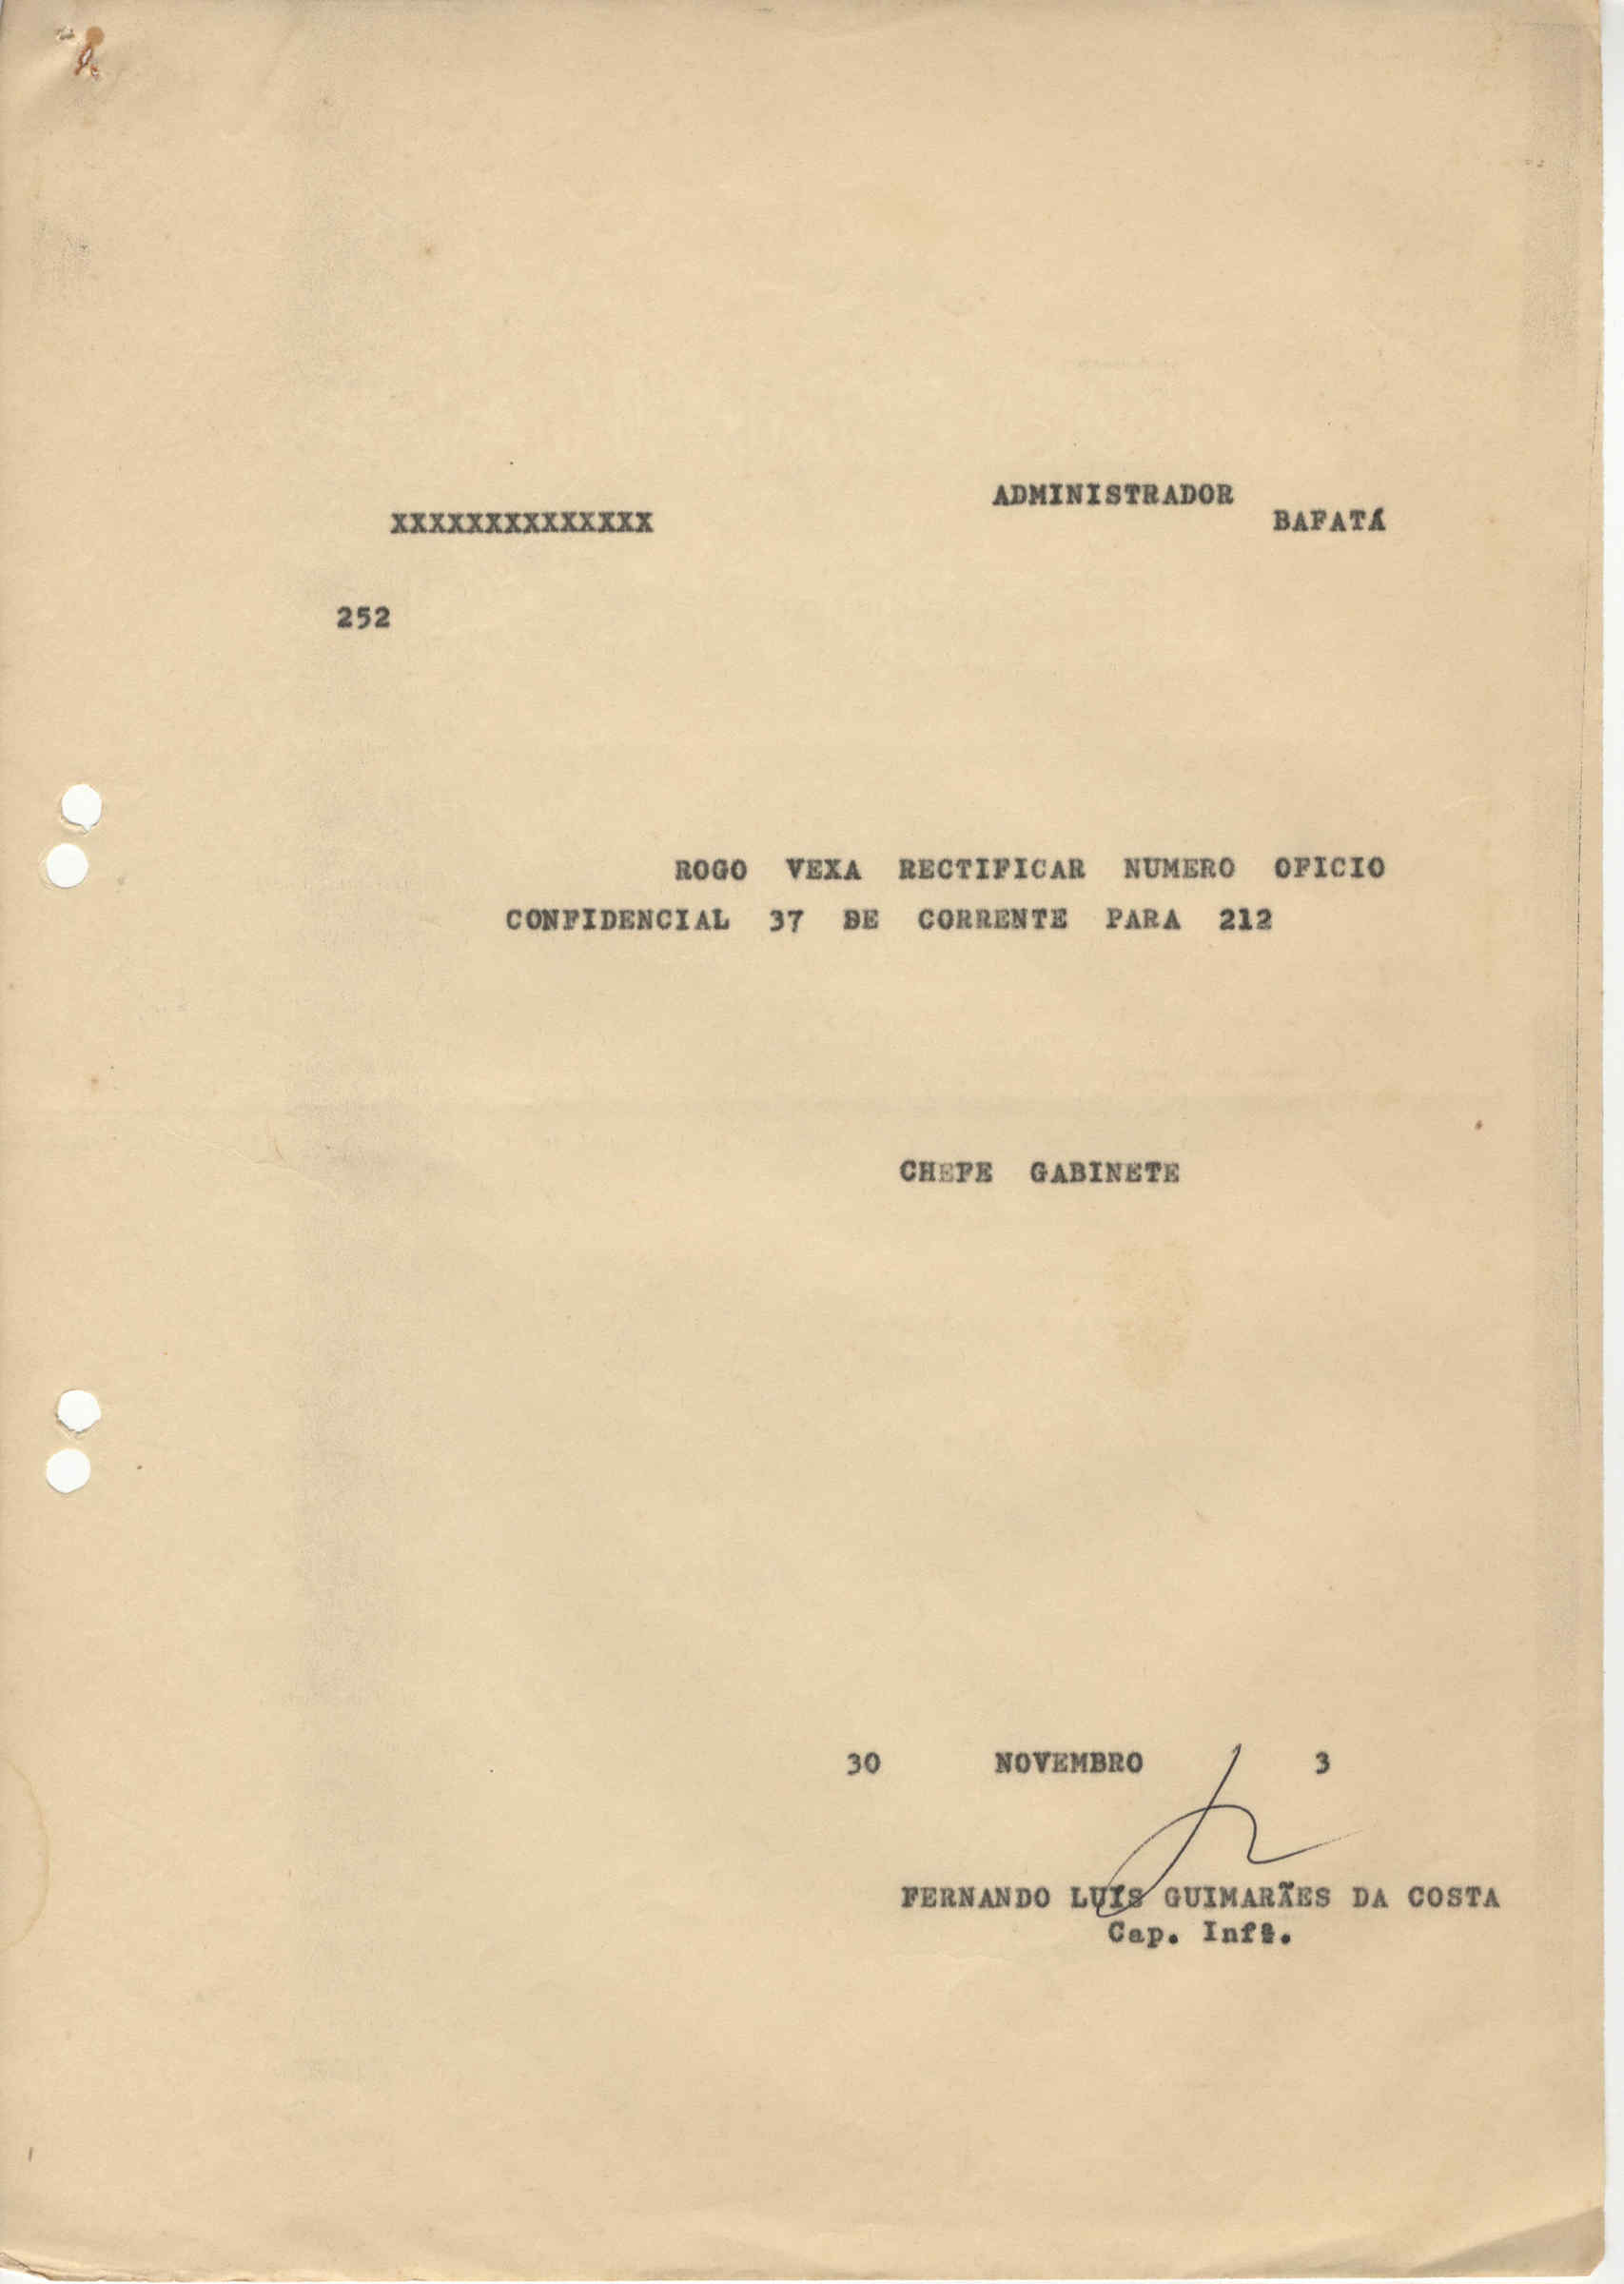 ADMINISTRADOR
XXXXXXXXXXXXXX BAFATÁ
252
ROGO VEXA RECTIFICAR NUMERO OFICIO
CONFIDENCIAL 37 DE CORRENTE PARA 212
CHEFE GABINETE
30 NOVEMBRO 3
FERNANDO LUÍS GUIMARÃES DA COSTA
Cap. Infª.